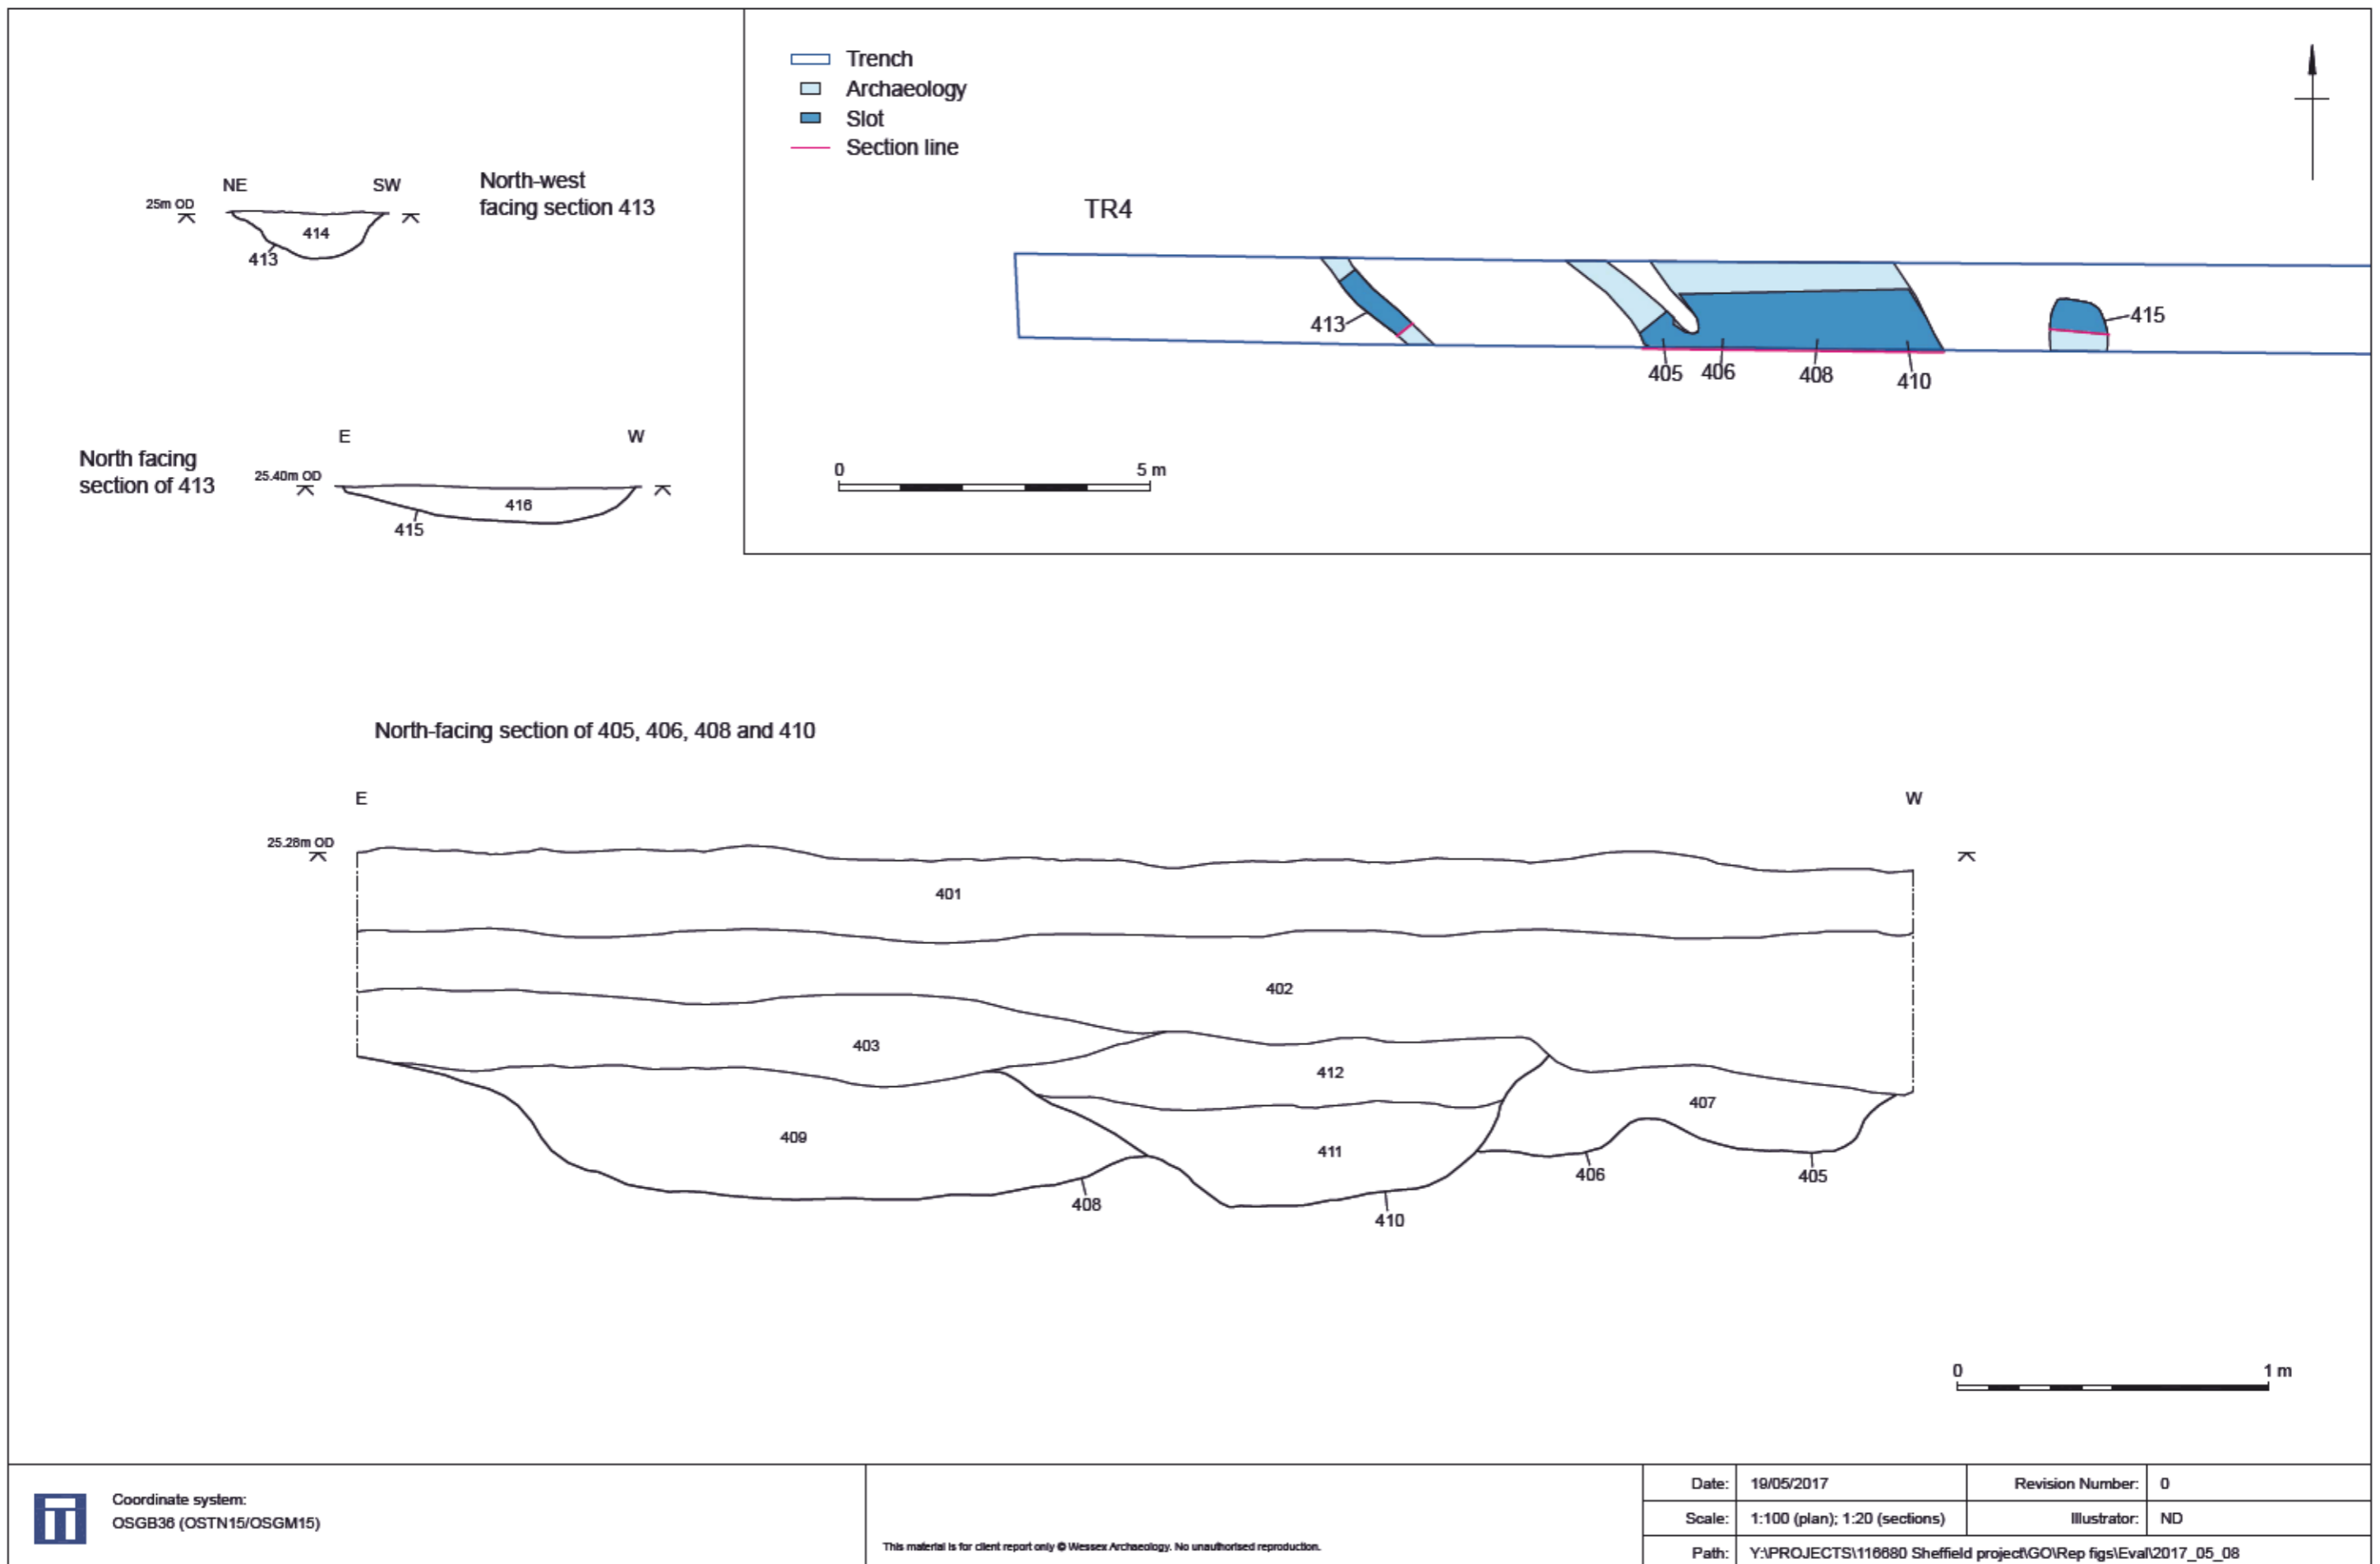 Trench
Archaeology
Slot
Section line
NE SW
North-west
facing section 413
25m OD
414
413
TR4
413
415
405 406 408 410
0 5 m
E W
North facing
section of 413
25.40m OD
416
415
North-facing section of 405, 406, 408 and 410
E W
25.28m OD
401
402
403
412
407
409
411
406 405
408
410
0 1 m
Coordinate system:
OSGB36 (OSTN15/OSGM15)
This material is for client report only © Wessex Archaeology. No unauthorised reproduction.
Date: 19/05/2017 Revision Number: 0
Scale: 1:100 (plan); 1:20 (sections) Illustrator: ND
Path: Y:\PROJECTS\116680 Sheffield project\GO\Rep figs\Eval\2017_05_08